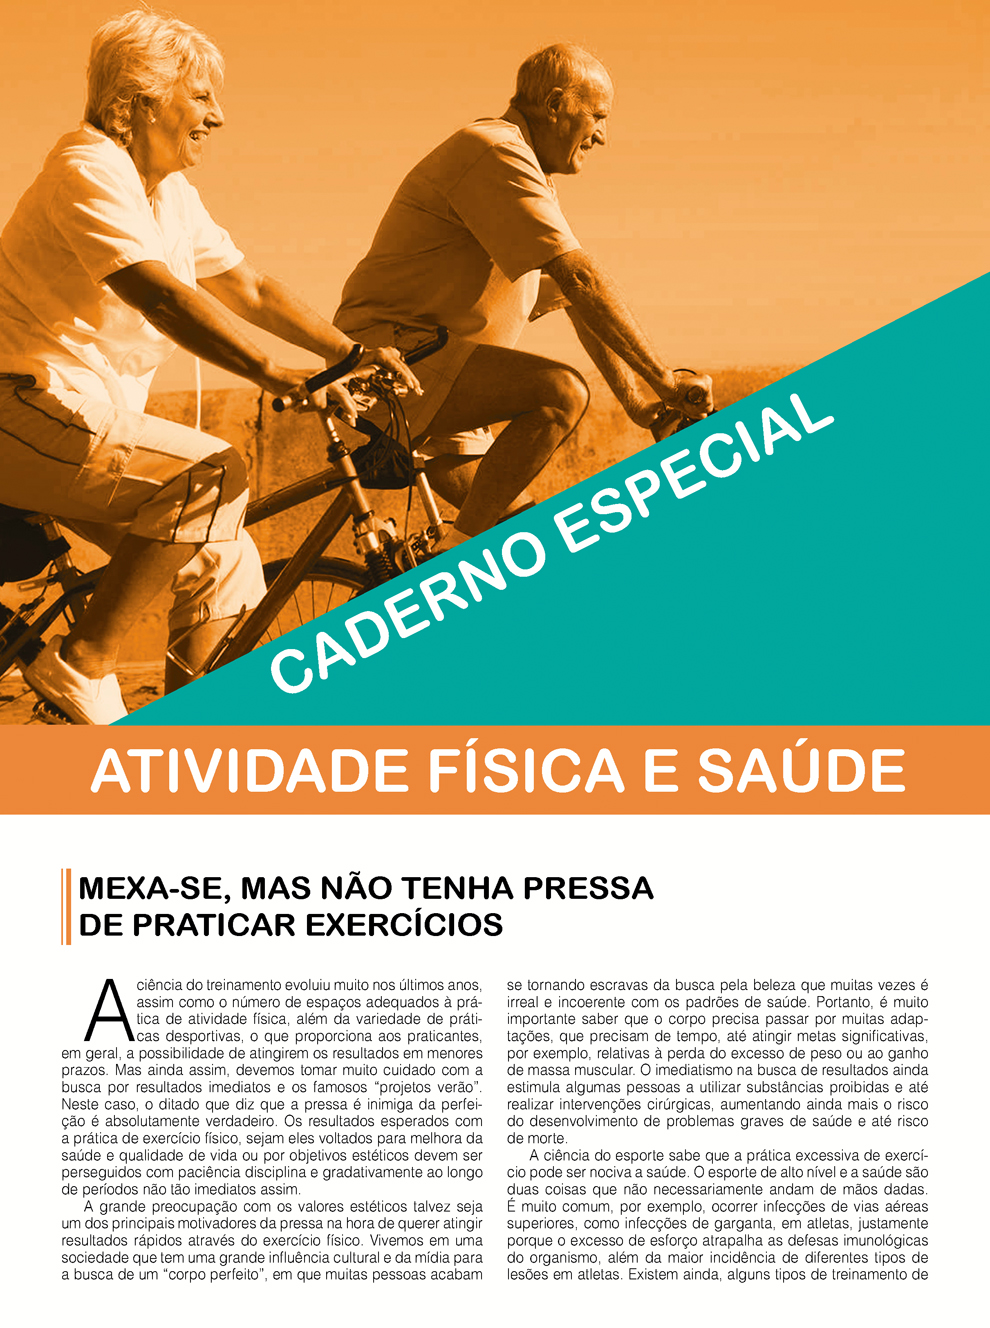 CADERNO ESPECIAL
ATIVIDADE FÍSICA E SAÚDE
MEXA-SE, MAS NÃO TENHA PRESSA
DE PRATICAR EXERCÍCIOS
A ciência do treinamento evoluiu muito nos últimos anos,
assim como o número de espaços adequados à prá-
tica de atividade física, além da variedade de práti-
cas desportivas, o que proporciona aos praticantes,
em geral, a possibilidade de atingirem os resultados em menores
prazos. Mas ainda assim, devemos tomar muito cuidado com a
busca por resultados imediatos e os famosos “projetos verão”.
Neste caso, o ditado que diz que a pressa é inimiga da perfei-
ção é absolutamente verdadeiro. Os resultados esperados com
a prática de exercício físico, sejam eles voltados para melhora da
saúde e qualidade de vida ou por objetivos estéticos devem ser
perseguidos com paciência disciplina e gradativamente ao longo
de períodos não tão imediatos assim.
A grande preocupação com os valores estéticos talvez seja
um dos principais motivadores da pressa na hora de querer atingir
resultados rápidos através do exercício físico. Vivemos em uma
sociedade que tem uma grande influência cultural e da mídia para
a busca de um “corpo perfeito”, em que muitas pessoas acabam
se tornando escravas da busca pela beleza que muitas vezes é
irreal e incoerente com os padrões de saúde. Portanto, é muito
importante saber que o corpo precisa passar por muitas adap-
tações, que precisam de tempo, até atingir metas significativas,
por exemplo, relativas à perda do excesso de peso ou ao ganho
de massa muscular. O imediatismo na busca de resultados ainda
estimula algumas pessoas a utilizar substâncias proibidas e até
realizar intervenções cirúrgicas, aumentando ainda mais o risco
do desenvolvimento de problemas graves de saúde e até risco
de morte.
A ciência do esporte sabe que a prática excessiva de exercí-
cio pode ser nociva a saúde. O esporte de alto nível e a saúde são
duas coisas que não necessariamente andam de mãos dadas.
É muito comum, por exemplo, ocorrer infecções de vias aéreas
superiores, como infecções de garganta, em atletas, justamente
porque o excesso de esforço atrapalha as defesas imunológicas
do organismo, além da maior incidência de diferentes tipos de
lesões em atletas. Existem ainda, alguns tipos de treinamento de